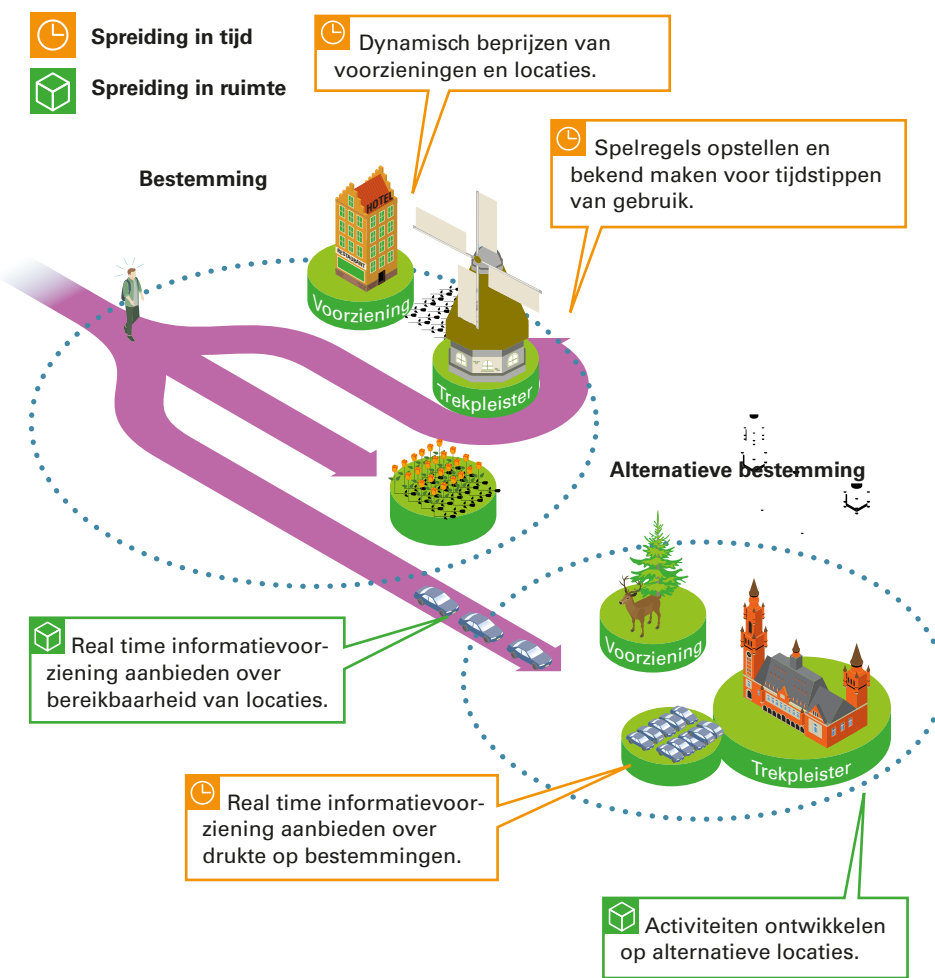 Spreiding in tijd
Spreiding in ruimte
Dynamisch beprijzen van
voorzieningen en locaties.
Spelregels opstellen en
bekend maken voor tijdstippen
van gebruik.
Bestemming
HOTEL
RESTAURANT
Voorziening
Trekpleister
Alternatieve bestemming
Voorziening
Trekpleister
Real time informatievoor-
ziening aanbieden over
bereikbaarheid van locaties.
Real time informatievoor-
ziening aanbieden over
drukte op bestemmingen.
Activiteiten ontwikkelen
op alternatieve locaties.